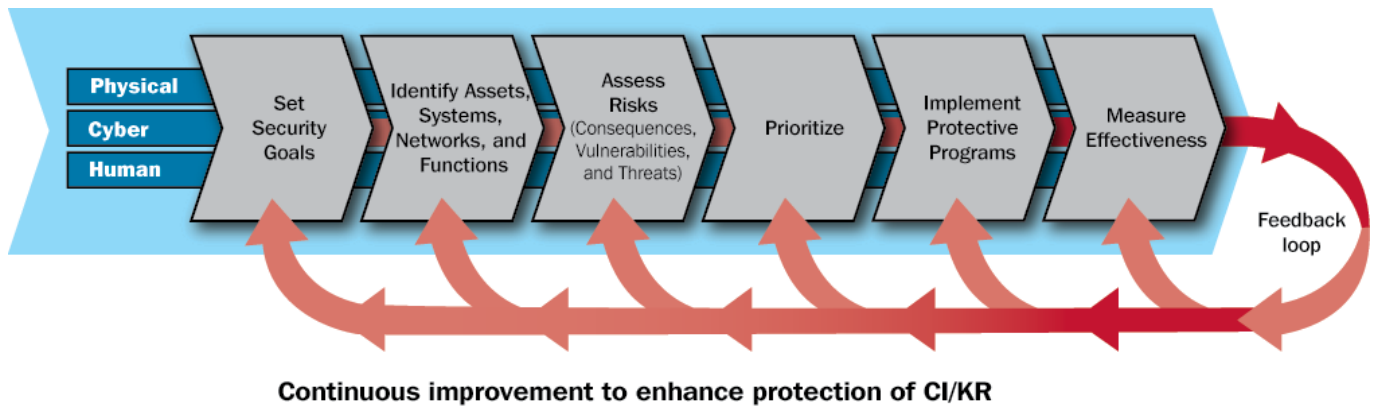 Physical
Cyber
Human
Set
Security
Goals
Identify Assets,
Systems,
Networks, and
Functions
Assess
Risks
(Consequences,
Vulnerabilities,
and Threats)
Prioritize
Implement
Protective
Programs
Measure
Effectiveness
Feedback
loop
Continuous improvement to enhance protection of CI/KR